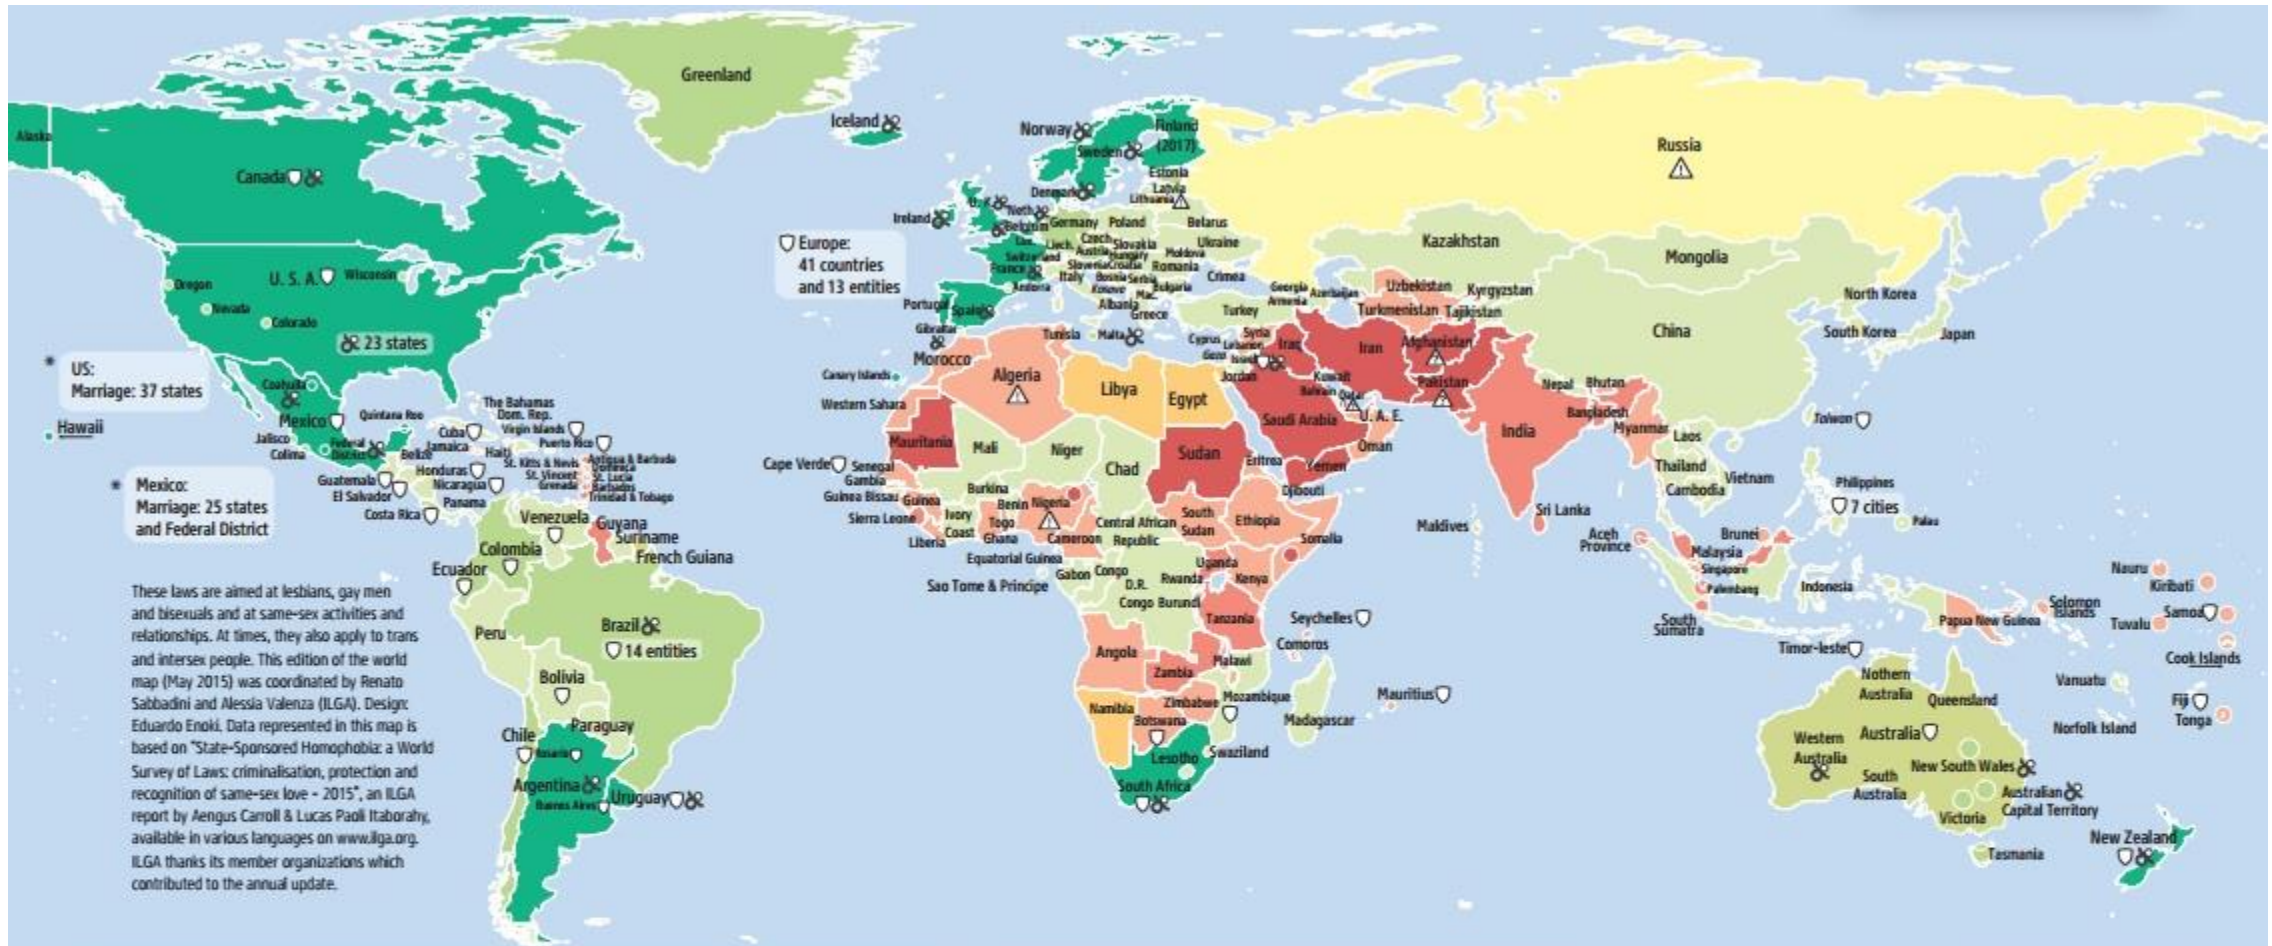 Greenland
Iceland
Alaska
Canada
Norway
Sweden
Finland
(2017)
Estonia
Latvia
Lithuania
Denmark
Russia
Ireland
U. K.
Neth
Belgium
Germany
Poland
Belarus
Lux.
Liech.
Czech
Slovakia
Ukraine
Austria
Hungary
Moldova
Switzerland
France
Slovenia
Croatia
Romania
Italy
Bosnia
Serbia
Bulgaria
Crimea
Andorra
Kosovo
Mac.
Albania
Greece
Portugal
Spain
Gibraltar
Georgia
Armenia
Azerbaijan
Turkey
Europe:
41 countries
and 13 entities
Kazakhstan
Mongolia
Uzbekistan
Kyrgyzstan
Turkmenistan
Tajikistan
China
North Korea
South Korea
Japan
U. S. A.
Wisconsin
Oregon
Nevada
Colorado
23 states
* US:
Marriage: 37 states
Hawaii
Coahuila
Mexico
Quintana Roo
Jalisco
Colima
Federal
District
* Mexico:
Marriage: 25 states
and Federal District
The Bahamas
Dom. Rep.
Virgin Islands
Puerto Rico
Cuba
Jamaica
Haiti
Belize
Honduras
Guatemala
El Salvador
Nicaragua
Costa Rica
Panama
St. Kitts & Nevis
St. Vincent
Grenada
Antigua & Barbuda
Dominica
St. Lucia
Barbados
Trinidad & Tobago
Venezuela
Guyana
Suriname
French Guiana
Colombia
Ecuador
Peru
Brazil
14 entities
Bolivia
Paraguay
Chile
Rosario
Argentina
Buenos Aires
Uruguay
Morocco
Tunisia
Malta
Canary Islands
Western Sahara
Algeria
Libya
Egypt
Cyprus
Syria
Lebanon
Gaza
Israel
Jordan
Iraq
Iran
Afghanistan
Kuwait
Bahrain
Qatar
Pakistan
U. A. E.
Saudi Arabia
Oman
Yemen
Nepal
Bhutan
Bangladesh
India
Myanmar
Laos
Thailand
Cambodia
Vietnam
Taiwan
Philippines
7 cities
Palau
Sri Lanka
Maldives
Aceh
Province
Brunei
Malaysia
Singapore
Palembang
Indonesia
South
Sumatra
Timor-leste
Papua New Guinea
Solomon
Islands
Nauru
Kiribati
Samoa
Tuvalu
Cook Islands
Vanuatu
Fiji
Tonga
Norfolk Island
Mauritania
Mali
Niger
Chad
Sudan
Eritrea
Djibouti
Cape Verde
Senegal
Gambia
Guinea Bissau
Guinea
Sierra Leone
Liberia
Burkina
Ivory
Coast
Benin
Togo
Ghana
Nigeria
Cameroon
Central African
Republic
South
Sudan
Ethiopia
Somalia
Equatorial Guinea
Sao Tome & Principe
Gabon
Congo
D.R.
Congo
Rwanda
Burundi
Uganda
Kenya
Tanzania
Seychelles
Comoros
Angola
Zambia
Malawi
Zimbabwe
Mozambique
Mauritius
Madagascar
Namibia
Botswana
Lesotho
Swaziland
South Africa
Nothern
Australia
Queensland
Western
Australia
Australia
South
Australia
New South Wales
Australian
Capital Territory
Victoria
Tasmania
New Zealand
These laws are aimed at lesbians, gay men
and bisexuals and at same-sex activities and
relationships. At times, they also apply to trans
and intersex people. This edition of the world
map (May 2015) was coordinated by Renato
Sabbadini and Alessia Valenza (ILGA). Design:
Eduardo Enoki. Data represented in this map is
based on "State-Sponsored Homophobia: a World
Survey of Laws: criminalisation, protection and
recognition of same-sex love - 2015", an ILGA
report by Aengus Carroll & Lucas Paoli Itaborahy,
available in various languages on www.ilga.org.
ILGA thanks its member organizations which
contributed to the annual update.